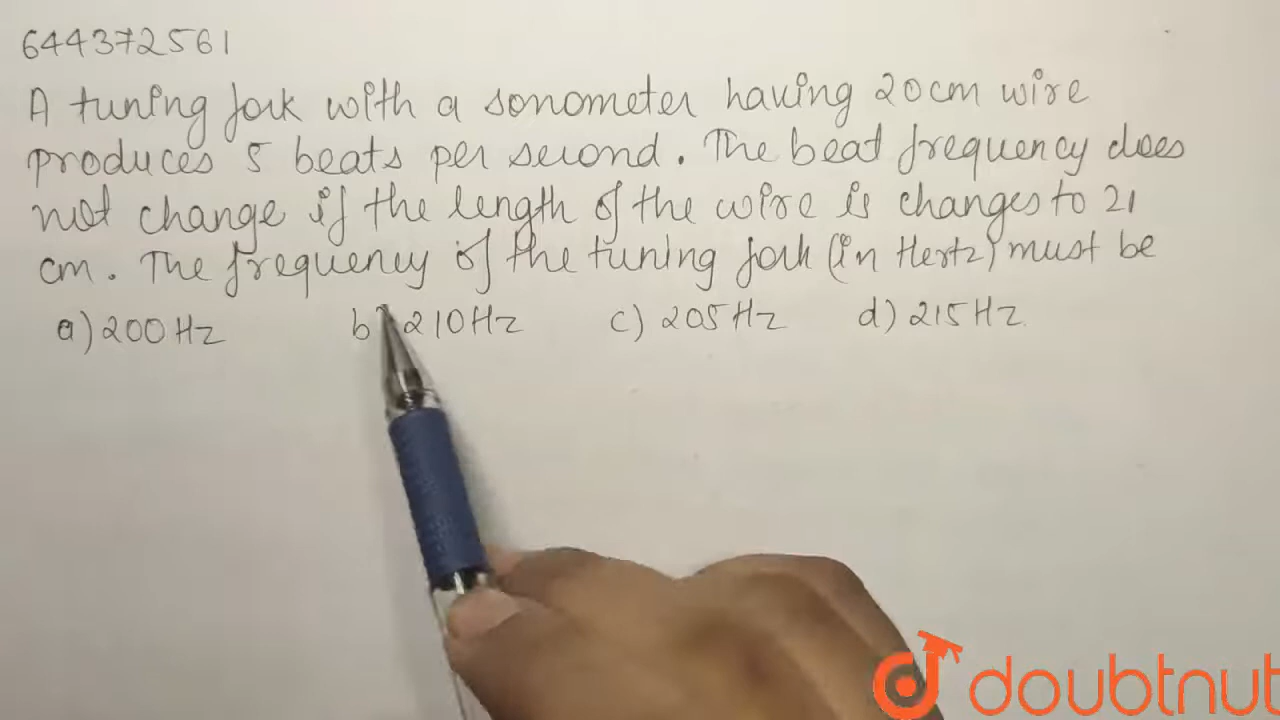 644372561
A tuning fork with a sonometer having 20cm wire
produces 5 beats per second. The beat frequency does
not change if the length of the wire is changes to 21
cm. The frequency of the tuning fork (in Hertz) must be
a) 200 Hz b) 210 Hz c) 205 Hz d) 215 Hz.
doubtnut